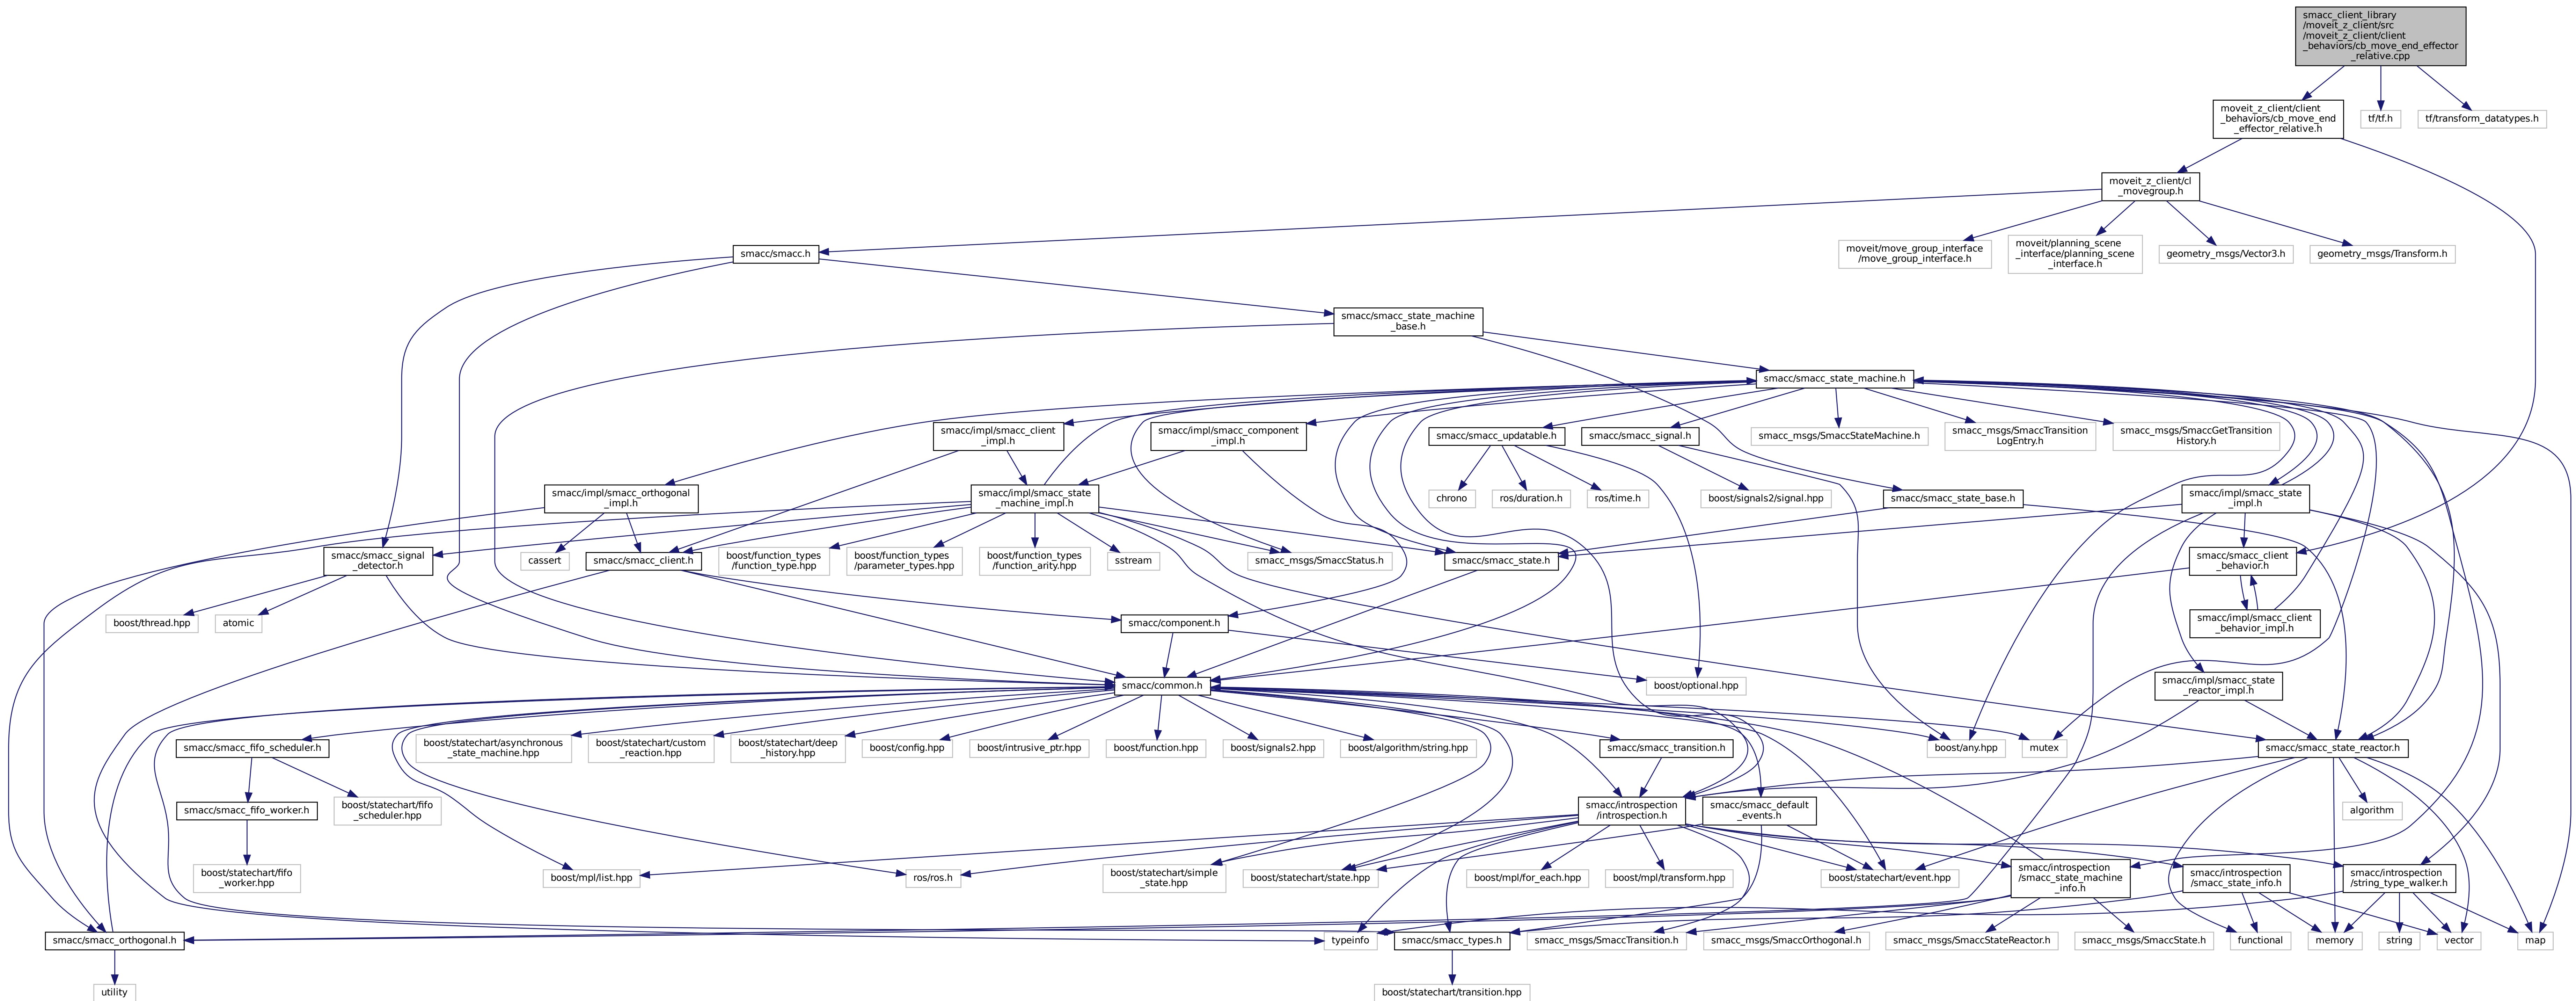 smacc_client_library
/moveit_z_client/src
/moveit_z_client/client
_behaviors/cb_move_end_effector
_relative.cpp
moveit_z_client/client
_behaviors/cb_move_end
_effector_relative.h
tf/tf.h
tf/transform_datatypes.h
moveit_z_client/cl
_movegroup.h
smacc/smacc.h
moveit/move_group_interface
/move_group_interface.h
moveit/planning_scene
_interface/planning_scene
_interface.h
geometry_msgs/Vector3.h
geometry_msgs/Transform.h
smacc/smacc_state_machine
_base.h
smacc/smacc_state_machine.h
smacc/impl/smacc_client
_impl.h
smacc/impl/smacc_component
_impl.h
smacc/smacc_updatable.h
smacc/smacc_signal.h
smacc_msgs/SmaccStateMachine.h
smacc_msgs/SmaccTransition
LogEntry.h
smacc_msgs/SmaccGetTransition
History.h
smacc/impl/smacc_orthogonal
_impl.h
smacc/impl/smacc_state
_machine_impl.h
chrono
ros/duration.h
ros/time.h
boost/signals2/signal.hpp
smacc/smacc_state_base.h
smacc/impl/smacc_state
_impl.h
smacc/smacc_signal
_detector.h
cassert
smacc/smacc_client.h
boost/function_types
/function_type.hpp
boost/function_types
/parameter_types.hpp
boost/function_types
/function_arity.hpp
sstream
smacc_msgs/SmaccStatus.h
smacc/smacc_state.h
smacc/smacc_client
_behavior.h
boost/thread.hpp
atomic
smacc/component.h
smacc/impl/smacc_client
_behavior_impl.h
smacc/common.h
boost/optional.hpp
smacc/impl/smacc_state
_reactor_impl.h
smacc/smacc_fifo_scheduler.h
boost/statechart/asynchronous
_state_machine.hpp
boost/statechart/custom
_reaction.hpp
boost/statechart/deep
_history.hpp
boost/config.hpp
boost/intrusive_ptr.hpp
boost/function.hpp
boost/signals2.hpp
boost/algorithm/string.hpp
smacc/smacc_transition.h
boost/any.hpp
mutex
smacc/smacc_state_reactor.h
smacc/smacc_fifo_worker.h
boost/statechart/fifo
_scheduler.hpp
smacc/introspection
/introspection.h
smacc/smacc_default
_events.h
algorithm
boost/statechart/fifo
_worker.hpp
boost/mpl/list.hpp
ros/ros.h
boost/statechart/simple
_state.hpp
boost/statechart/state.hpp
boost/mpl/for_each.hpp
boost/mpl/transform.hpp
boost/statechart/event.hpp
smacc/introspection
/smacc_state_machine
_info.h
smacc/introspection
/smacc_state_info.h
smacc/introspection
/string_type_walker.h
smacc/smacc_orthogonal.h
typeinfo
smacc/smacc_types.h
smacc_msgs/SmaccTransition.h
smacc_msgs/SmaccOrthogonal.h
smacc_msgs/SmaccStateReactor.h
smacc_msgs/SmaccState.h
functional
memory
string
vector
map
utility
boost/statechart/transition.hpp